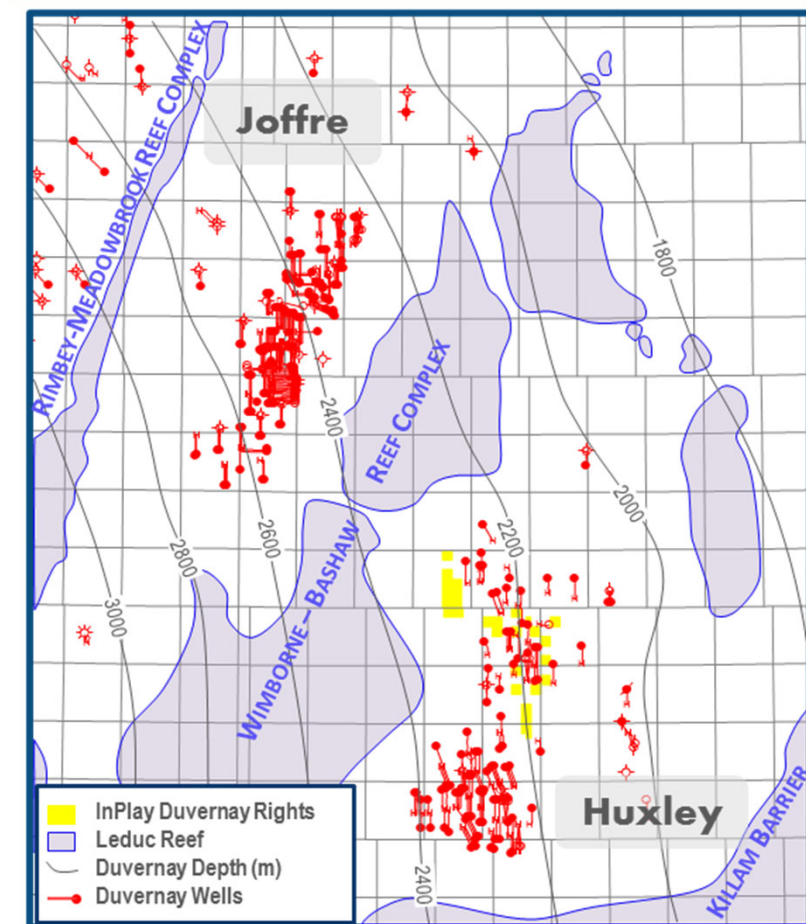 Joffre
RIMBEY-MEADOWBROOK REEF COMPLEX
1800
REEF COMPLEX
2400
2000
2200
2600
2800
3000
WIMBORNE – BASHAW
Huxley
KILLAM BARRIER
2400
InPlay Duvernay Rights
Leduc Reef
Duvernay Depth (m)
Duvernay Wells